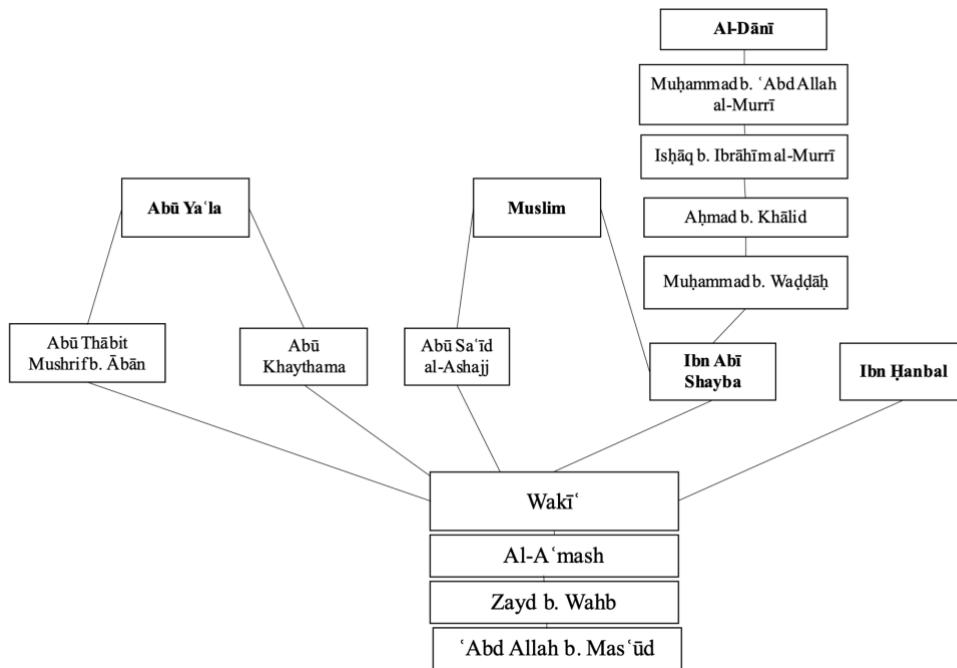 Al-Dānī
Muḥammad b. ʿAbd Allah
al-Murrī
Isḥāq b. Ibrāhīm al-Murrī
Abū Yaʿla
Muslim
Aḥmad b. Khālid
Muḥammad b. Waḍḍāḥ
Abū Thābit
Mushrif b. Ābān
Abū
Khaythama
Abū Saʿīd
al-Ashajj
Ibn Abī
Shayba
Ibn Ḥanbal
Wakīʿ
Al-Aʿmash
Zayd b. Wahb
ʿAbd Allah b. Masʿūd